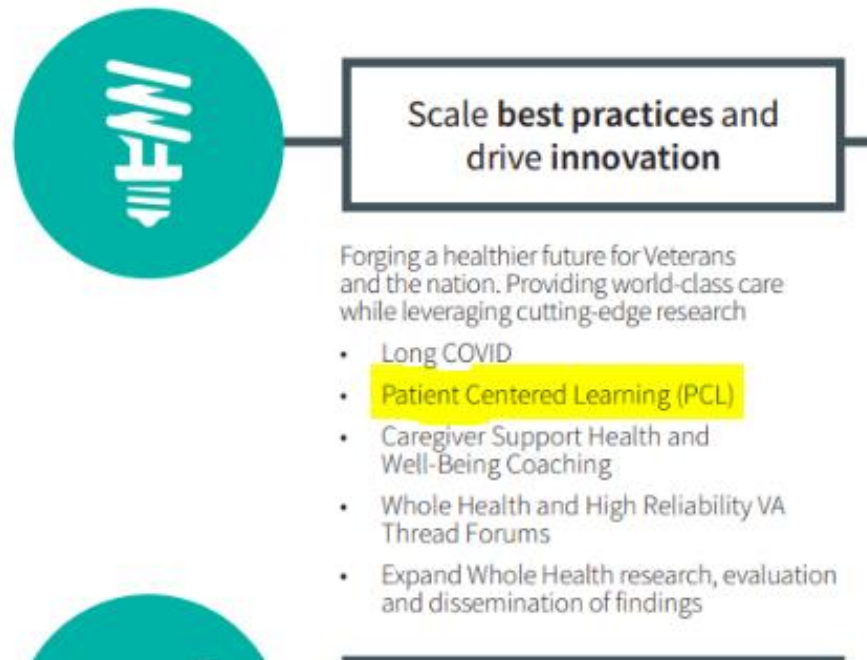 Scale best practices and
drive innovation
Forging a healthier future for Veterans
and the nation. Providing world-class care
while leveraging cutting-edge research
• Long COVID
• Patient Centered Learning (PCL)
• Caregiver Support Health and
Well-Being Coaching
• Whole Health and High Reliability VA
Thread Forums
• Expand Whole Health research, evaluation
and dissemination of findings